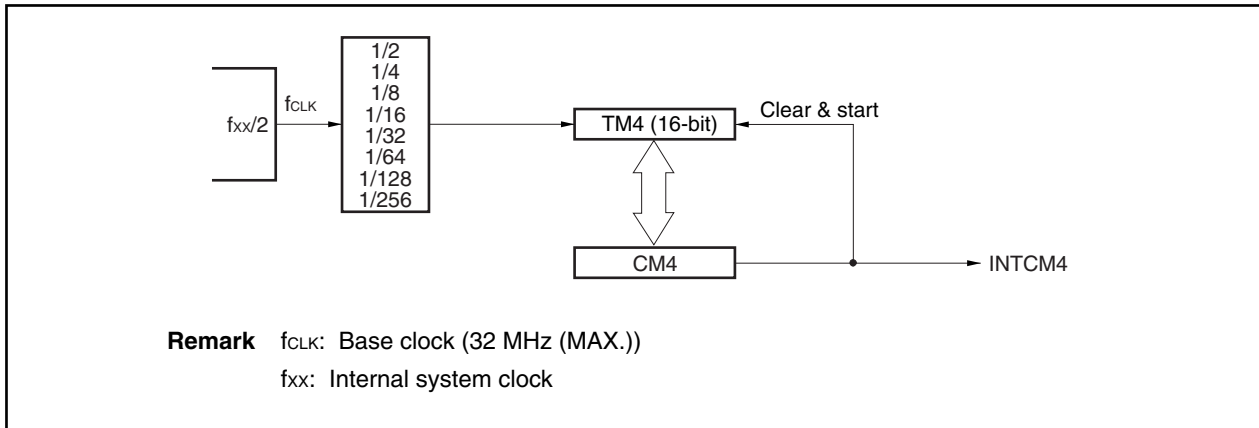 fxx/2
fCLK
1/2
1/4
1/8
1/16
1/32
1/64
1/128
1/256
TM4 (16-bit)
Clear & start
CM4
INTCM4
Remark fCLK: Base clock (32 MHz (MAX.))
fxx: Internal system clock